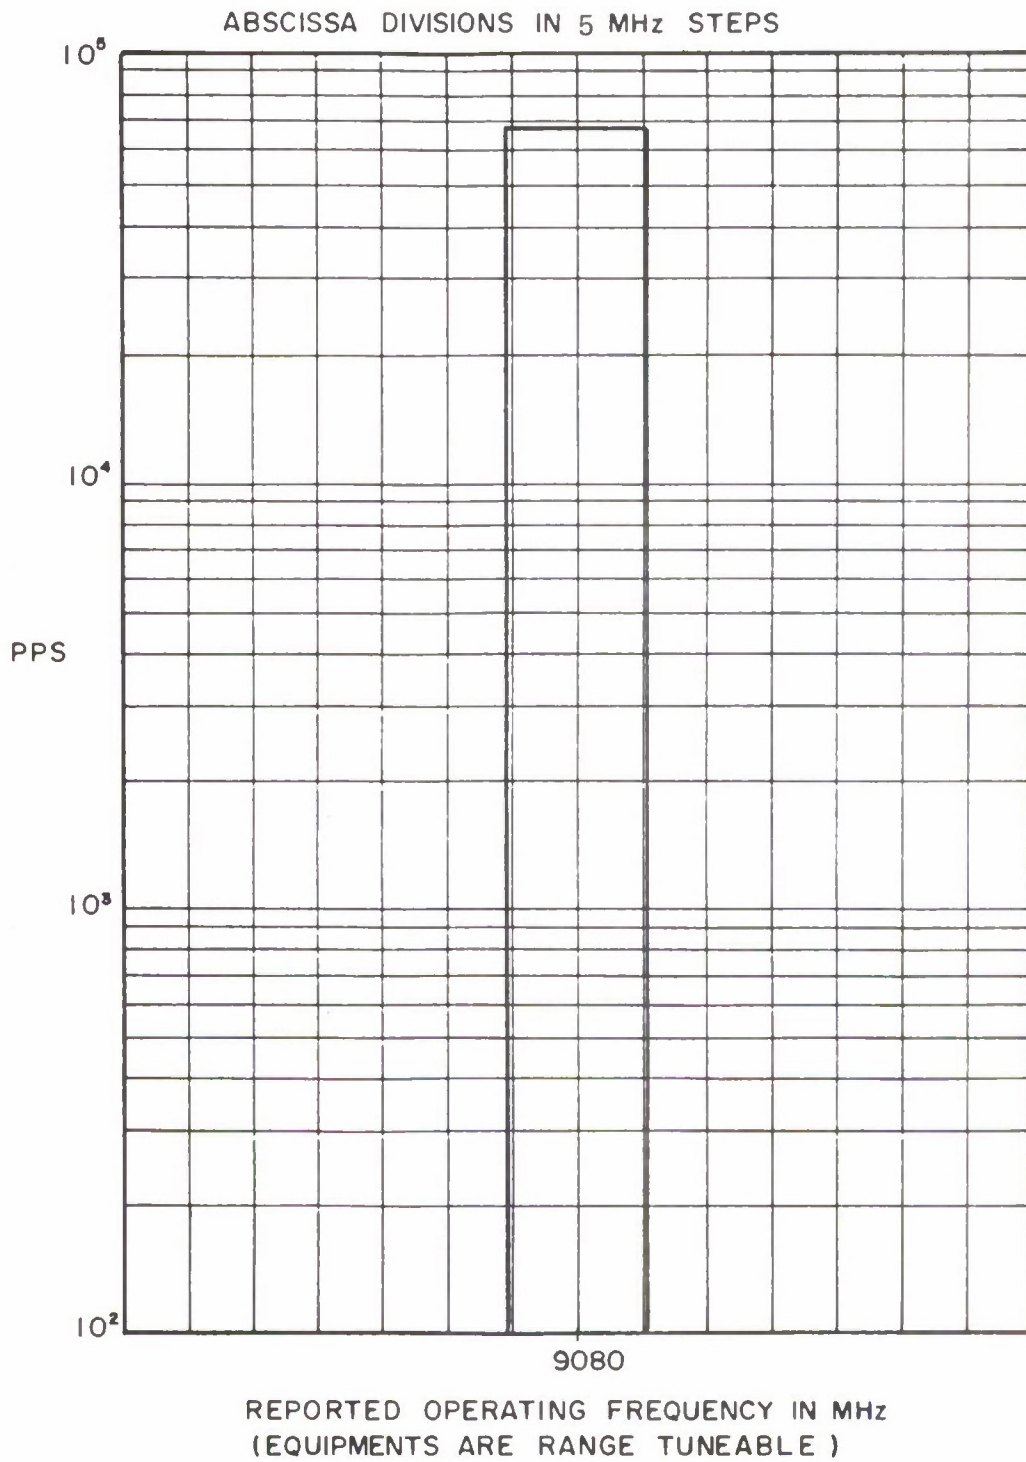 ABSCISSA DIVISIONS IN 5 MHz STEPS
10⁵
10⁴
PPS
10³
10²
9080
REPORTED OPERATING FREQUENCY IN MHz
(EQUIPMENTS ARE RANGE TUNEABLE )